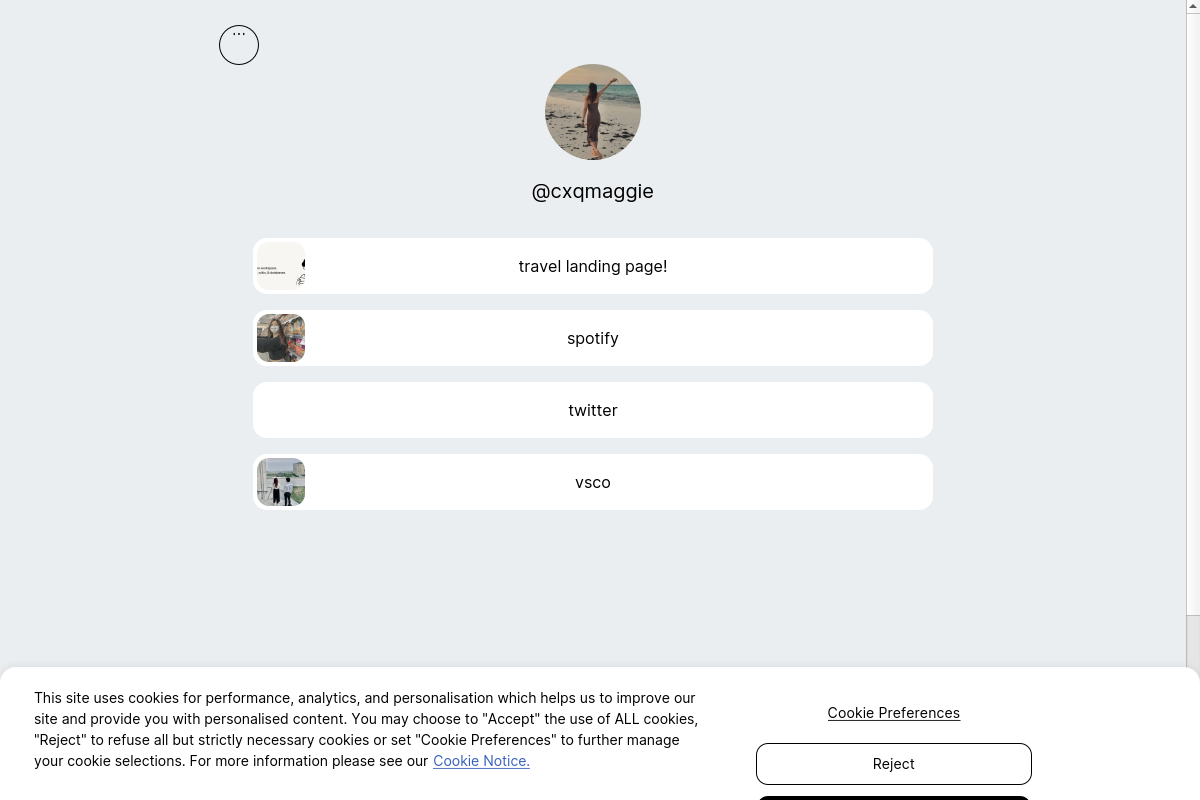 ...
@cxqmaggie
travel landing page!
spotify
twitter
vsco
This site uses cookies for performance, analytics, and personalisation which helps us to improve our
site and provide you with personalised content. You may choose to "Accept" the use of ALL cookies,
"Reject" to refuse all but strictly necessary cookies or set "Cookie Preferences" to further manage
your cookie selections. For more information please see our Cookie Notice.
Cookie Preferences
Reject